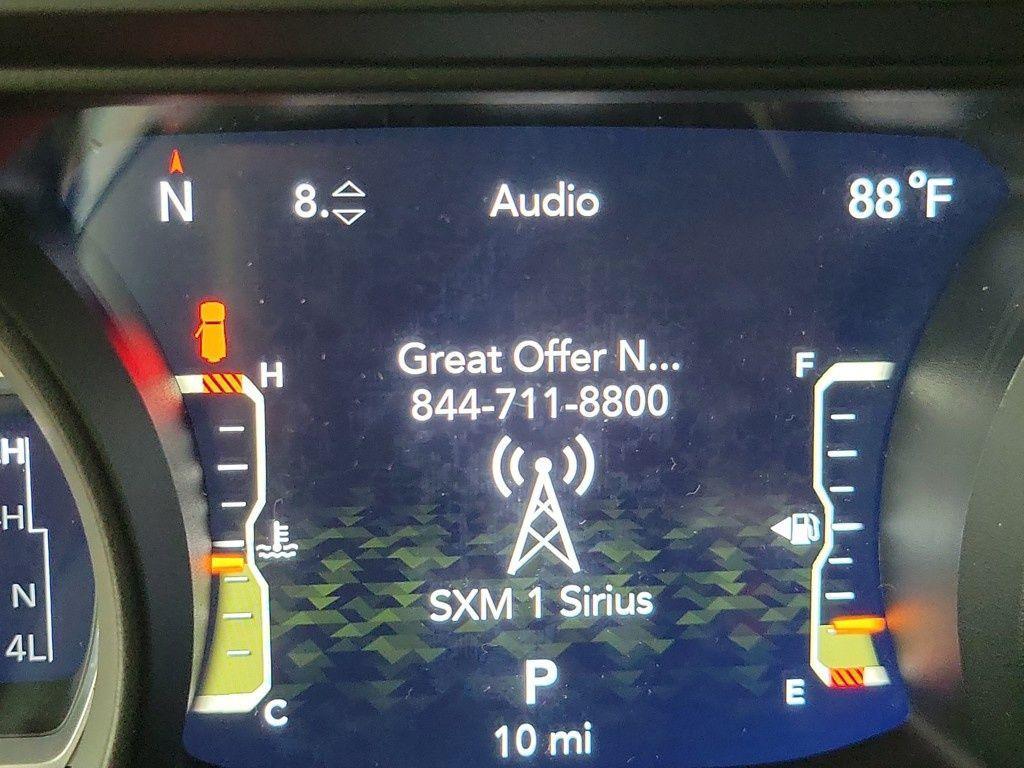 N 8. Audio 88°F
H F
Great Offer N...
844-711-8800
H
H
SXM 1 Sirius
N
4L
P
C E
10 mi